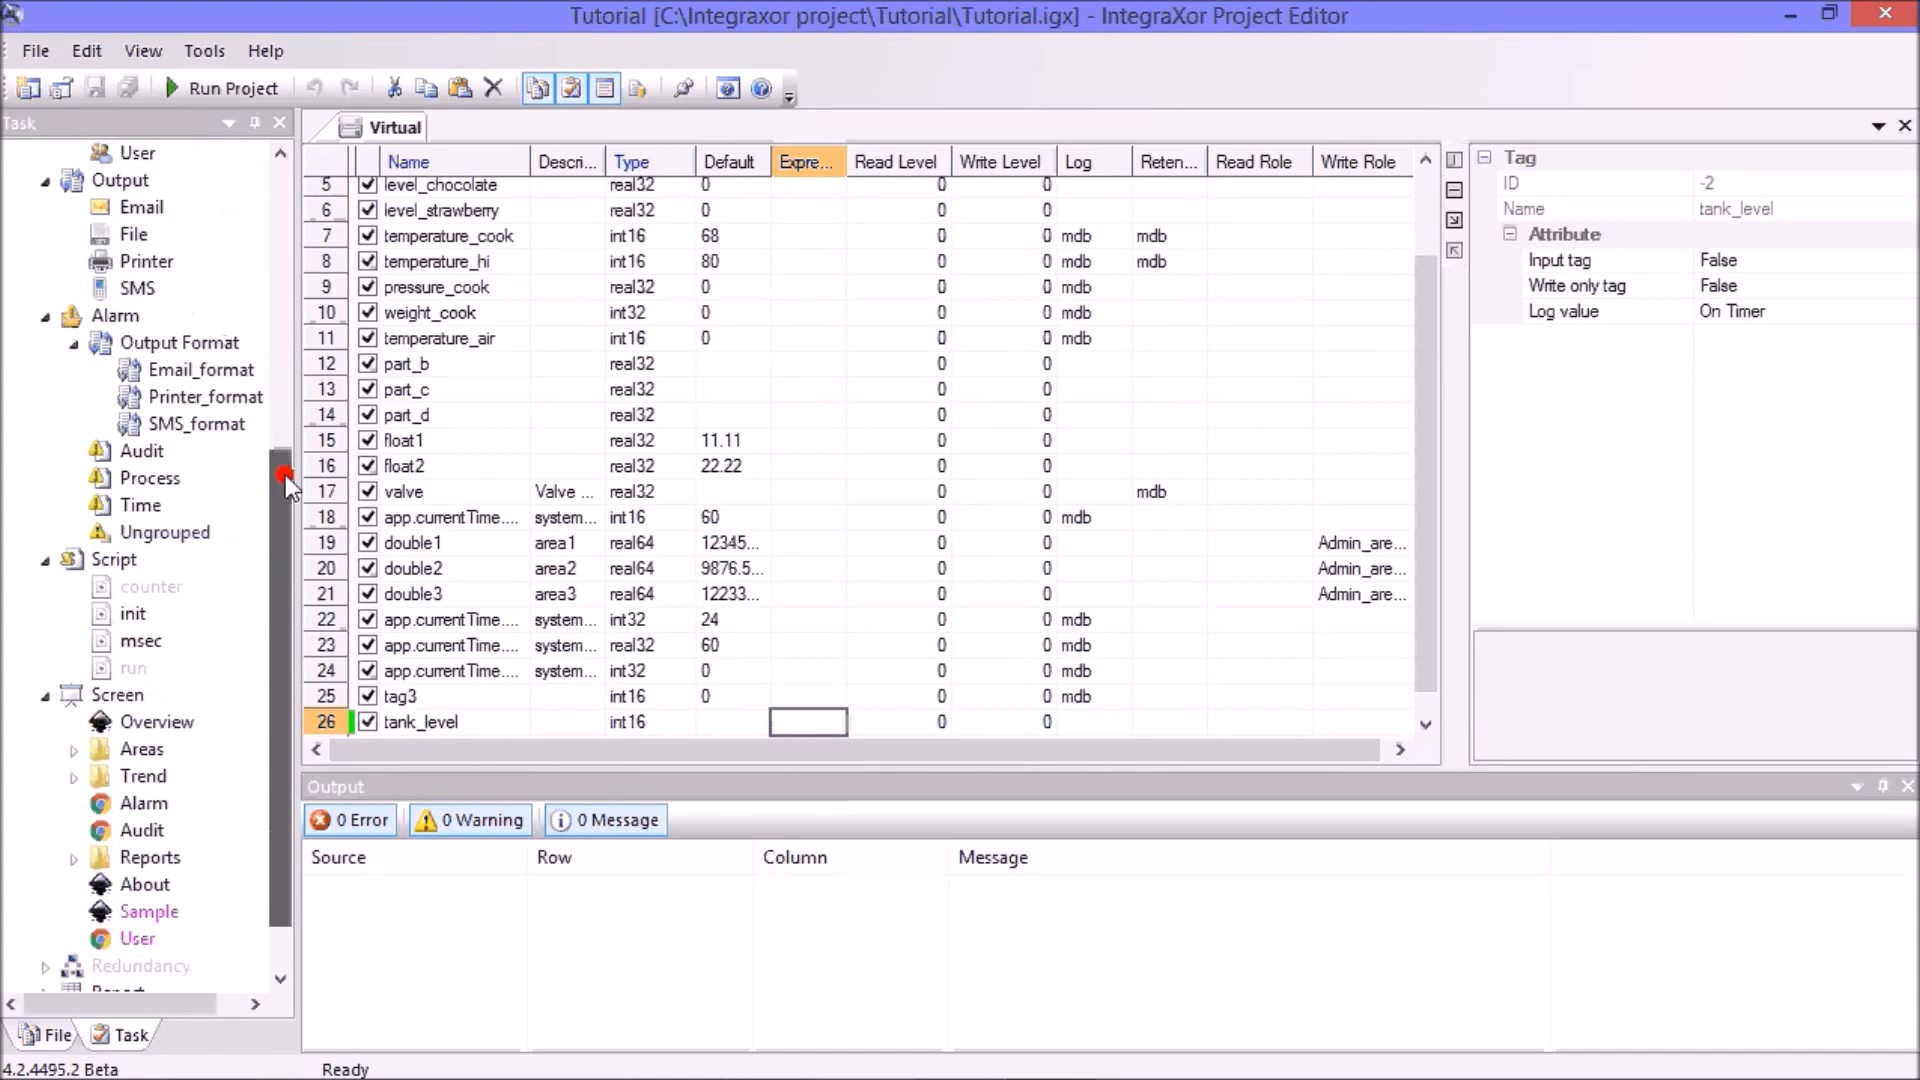 Tutorial [C:\Integraxor project\Tutorial\Tutorial.igx] - IntegraXor Project Editor
File Edit View Tools Help
Run Project
Task
User
Output
Email
File
Printer
SMS
Alarm
Output Format
Email_format
Printer_format
SMS_format
Audit
Process
Time
Ungrouped
Script
counter
init
msec
run
Screen
Overview
Areas
Trend
Alarm
Audit
Reports
About
Sample
User
Redundancy
File Task
Virtual
Name Descri... Type Default Expre... Read Level Write Level Log Reten... Read Role Write Role
5 level_chocolate real32 0 0 0
6 level_strawberry real32 0 0 0
7 temperature_cook int16 68 0 0 mdb mdb
8 temperature_hi int16 80 0 0 mdb mdb
9 pressure_cook real32 0 0 0 mdb
10 weight_cook int32 0 0 0 mdb
11 temperature_air int16 0 0 0 mdb
12 part_b real32 0 0
13 part_c real32 0 0
14 part_d real32 0 0
15 float1 real32 11.11 0 0
16 float2 real32 22.22 0 0
17 valve Valve ... real32 0 0 mdb
18 app.currentTime.... system... int16 60 0 0 mdb
19 double1 area1 real64 12345... 0 0 Admin_are...
20 double2 area2 real64 9876.5... 0 0 Admin_are...
21 double3 area3 real64 12233... 0 0 Admin_are...
22 app.currentTime.... system... int32 24 0 0 mdb
23 app.currentTime.... system... real32 60 0 0 mdb
24 app.currentTime.... system... int32 0 0 0 mdb
25 tag3 int16 0 0 0 mdb
26 tank_level int16 0 0
Tag
ID -2
Name tank_level
Attribute
Input tag False
Write only tag False
Log value On Timer
Output
0 Error 0 Warning 0 Message
Source Row Column Message
4.2.4495.2 Beta Ready